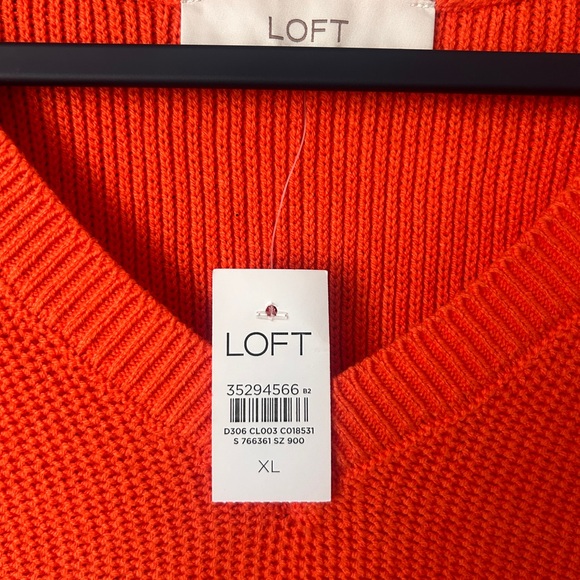 LOFT
LOFT
35294566 B2
D306 CL003 C018531
S 766361 SZ 900
XL